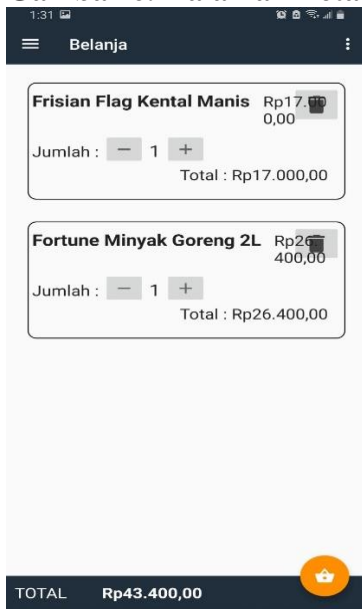 1:31
Belanja
Frisian Flag Kental Manis Rp17.00
0,00
Jumlah : − 1 +
Total : Rp17.000,00
Fortune Minyak Goreng 2L Rp26.
400,00
Jumlah : − 1 +
Total : Rp26.400,00
TOTAL Rp43.400,00